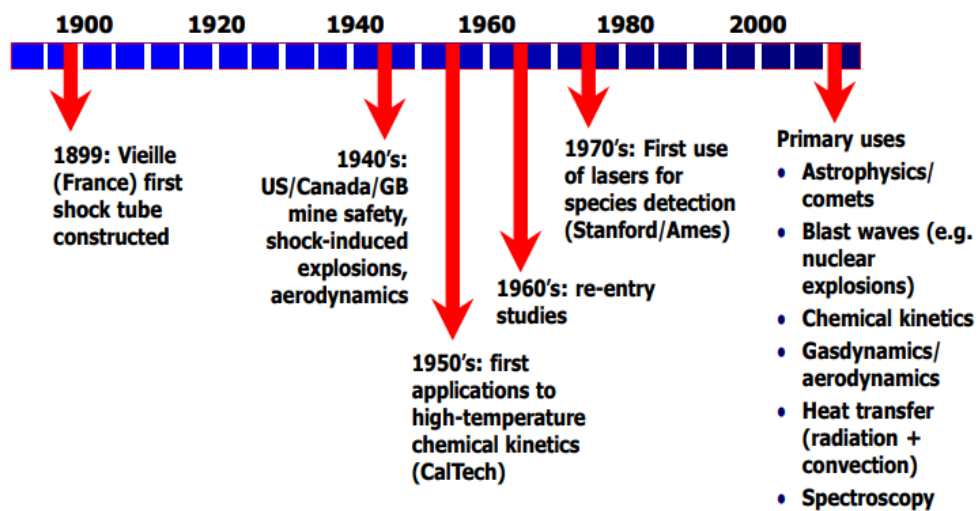 1900 1920 1940 1960 1980 2000
1899: Vieille
(France) first
shock tube
constructed
1940's:
US/Canada/GB
mine safety,
shock-induced
explosions,
aerodynamics
1950's: first
applications to
high-temperature
chemical kinetics
(CalTech)
1960's: re-entry
studies
1970's: First use
of lasers for
species detection
(Stanford/Ames)
Primary uses
• Astrophysics/
comets
• Blast waves (e.g.
nuclear
explosions)
• Chemical kinetics
• Gasdynamics/
aerodynamics
• Heat transfer
(radiation +
convection)
• Spectroscopy